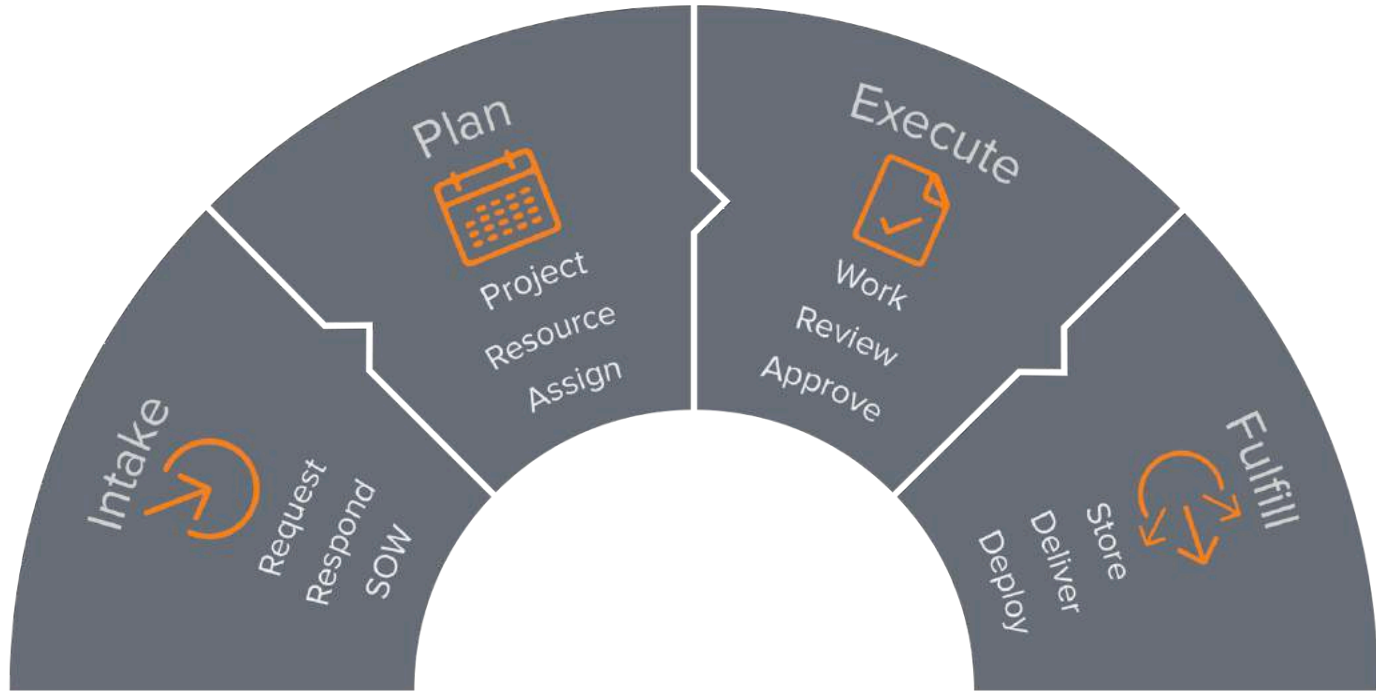 Intake
Request
Respond
SOW
Plan
Project
Resource
Assign
Execute
Work
Review
Approve
Fulfill
Store
Deliver
Deploy